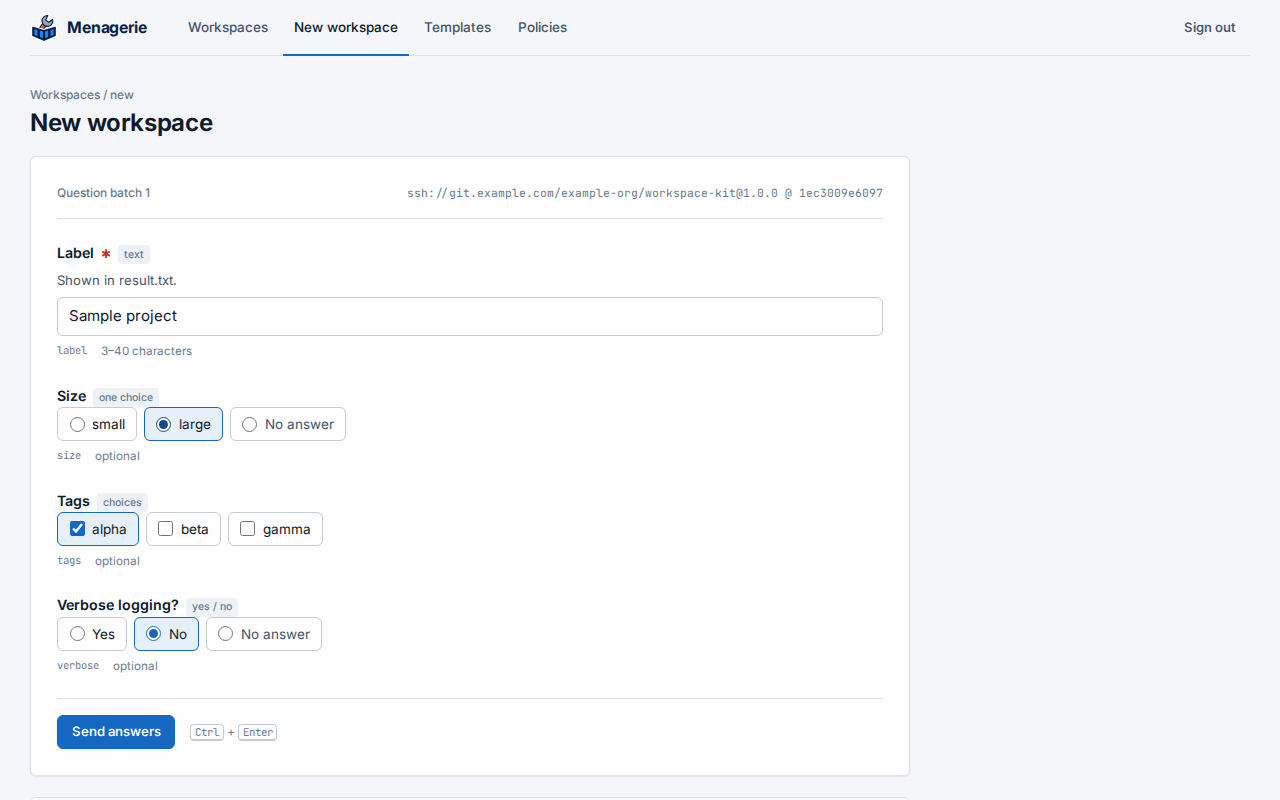 Menagerie Workspaces New workspace Templates Policies Sign out
Workspaces / new
New workspace
Question batch 1 ssh://git.example.com/example-org/workspace-kit@1.0.0 @ 1ec3009e6097
Label * text
Shown in result.txt.
Sample project
label 3–40 characters
Size one choice
small large No answer
size optional
Tags choices
alpha beta gamma
tags optional
Verbose logging? yes / no
Yes No No answer
verbose optional
Send answers Ctrl + Enter